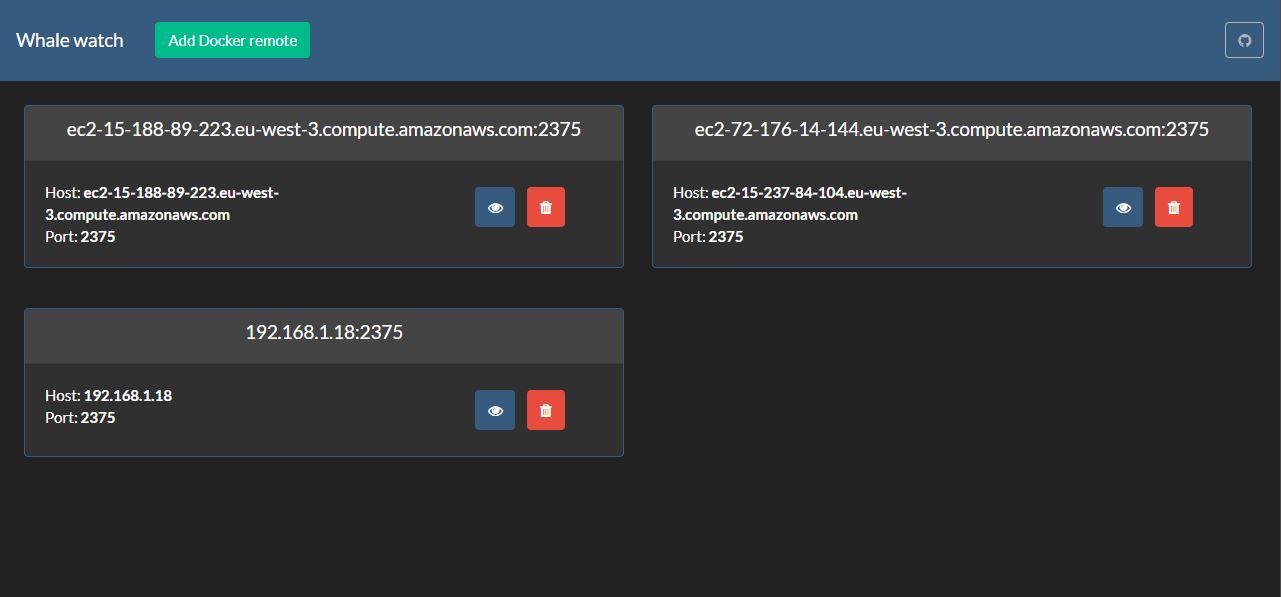 Whale watch
Add Docker remote
ec2-15-188-89-223.eu-west-3.compute.amazonaws.com:2375
Host: ec2-15-188-89-223.eu-west-
3.compute.amazonaws.com
Port: 2375
ec2-72-176-14-144.eu-west-3.compute.amazonaws.com:2375
Host: ec2-15-237-84-104.eu-west-
3.compute.amazonaws.com
Port: 2375
192.168.1.18:2375
Host: 192.168.1.18
Port: 2375